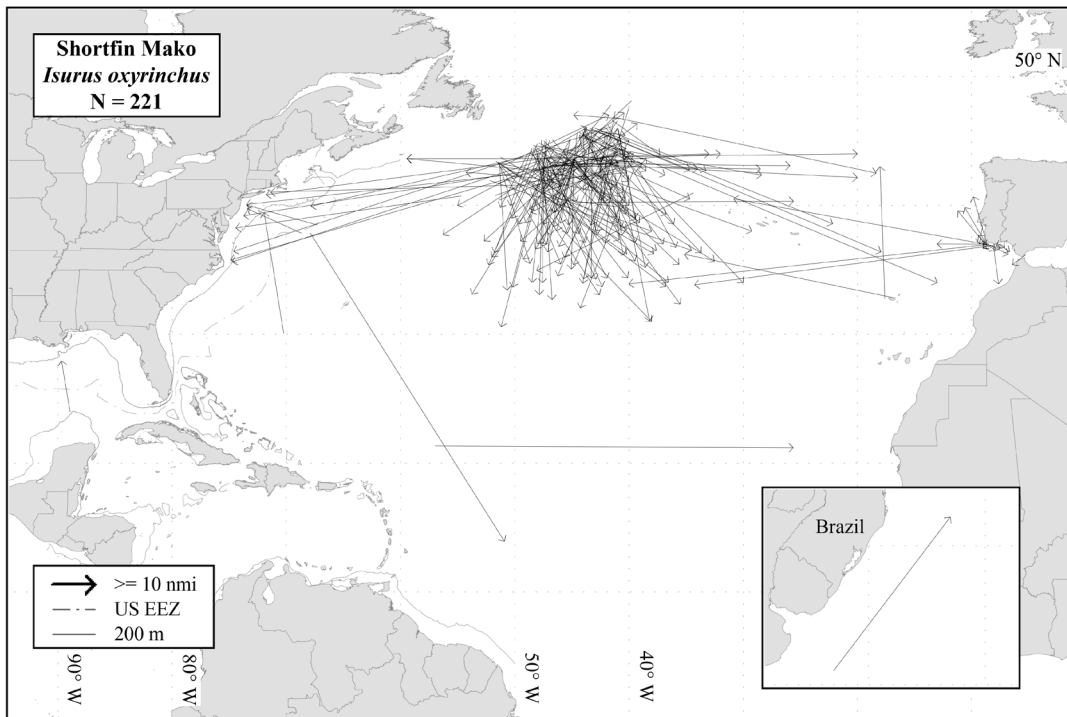 Shortfin Mako
Isurus oxyrinchus
N = 221
50° N
Brazil
>= 10 nmi
US EEZ
200 m
90° W
80° W
50° W
40° W